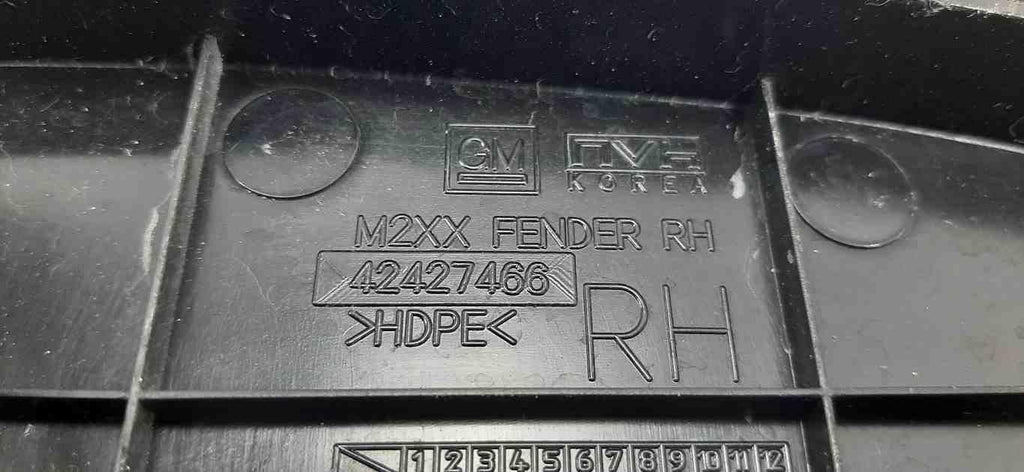 GM
KOREA
M2XX FENDER RH
42427466
>HDPE<
RH
1 2 3 4 5 6 7 8 9 10 11 12